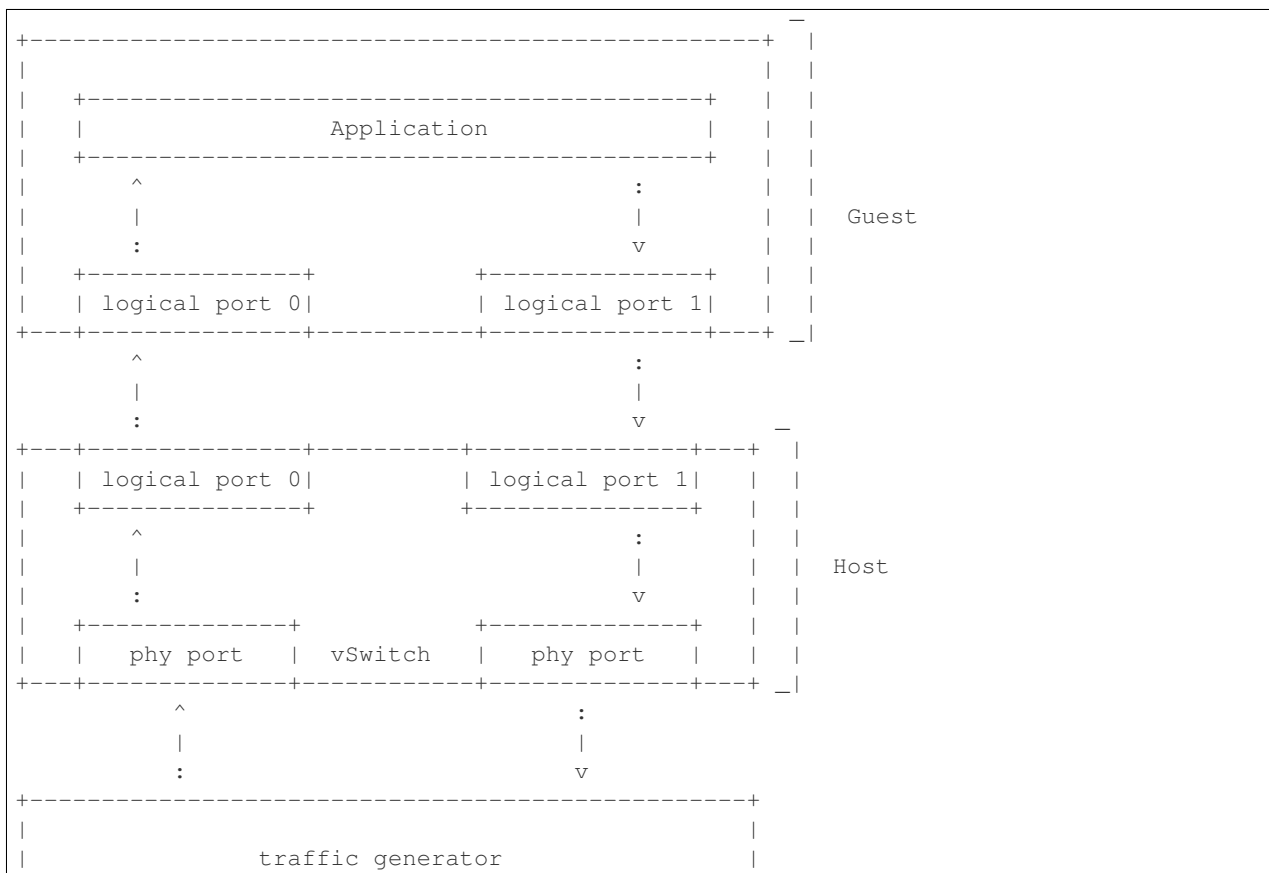 _
+---------------------------------------------------+  |
|                                                   |  |
|   +-------------------------------------------+   |  |
|   |                 Application               |   |  |
|   +-------------------------------------------+   |  |
|       ^                                  :        |  |
|       |                                  |        |  |  Guest
|       :                                  v        |  |
|   +---------------+           +---------------+   |  |
|   | logical port 0|           | logical port 1|   |  |
+---+---------------+-----------+---------------+---+ _|
        ^                                  :
        |                                  |
        :                                  v         _
+---+---------------+----------+---------------+---+  |
|   | logical port 0|          | logical port 1|   |  |
|   +---------------+          +---------------+   |  |
|       ^                                  :       |  |
|       |                                  |       |  |  Host
|       :                                  v       |  |
|   +--------------+            +--------------+   |  |
|   |   phy port   |  vSwitch   |   phy port   |   |  |
+---+--------------+------------+--------------+---+ _|
           ^                           :
           |                           |
           :                           v
+--------------------------------------------------+
|                                                  |
|                traffic generator                 |